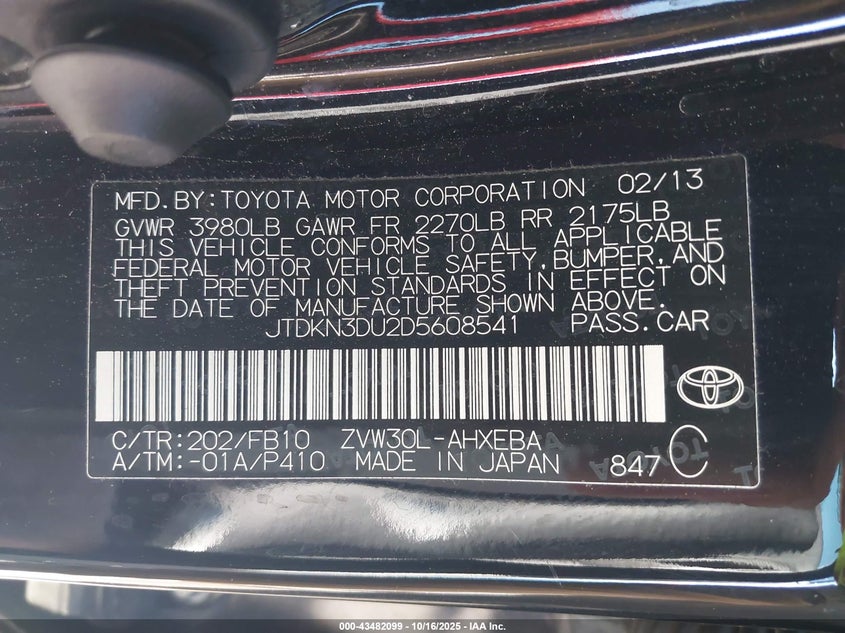 MFD.BY:TOYOTA MOTOR CORPORATION 02/13
GVWR 3980LB GAWR FR 2270LB RR 2175LB
THIS VEHICLE CONFORMS TO ALL APPLICABLE
FEDERAL MOTOR VEHICLE SAFETY,BUMPER,AND
THEFT PREVENTION STANDARDS IN EFFECT ON
THE DATE OF MANUFACTURE SHOWN ABOVE.
JTDKN3DU2D5608541 PASS.CAR
C/TR:202/FB10 ZVW30L-AHXEBA
A/TM:-01A/P410 MADE IN JAPAN 847 C
000-43482099 - 10/16/2025 - IAA Inc.